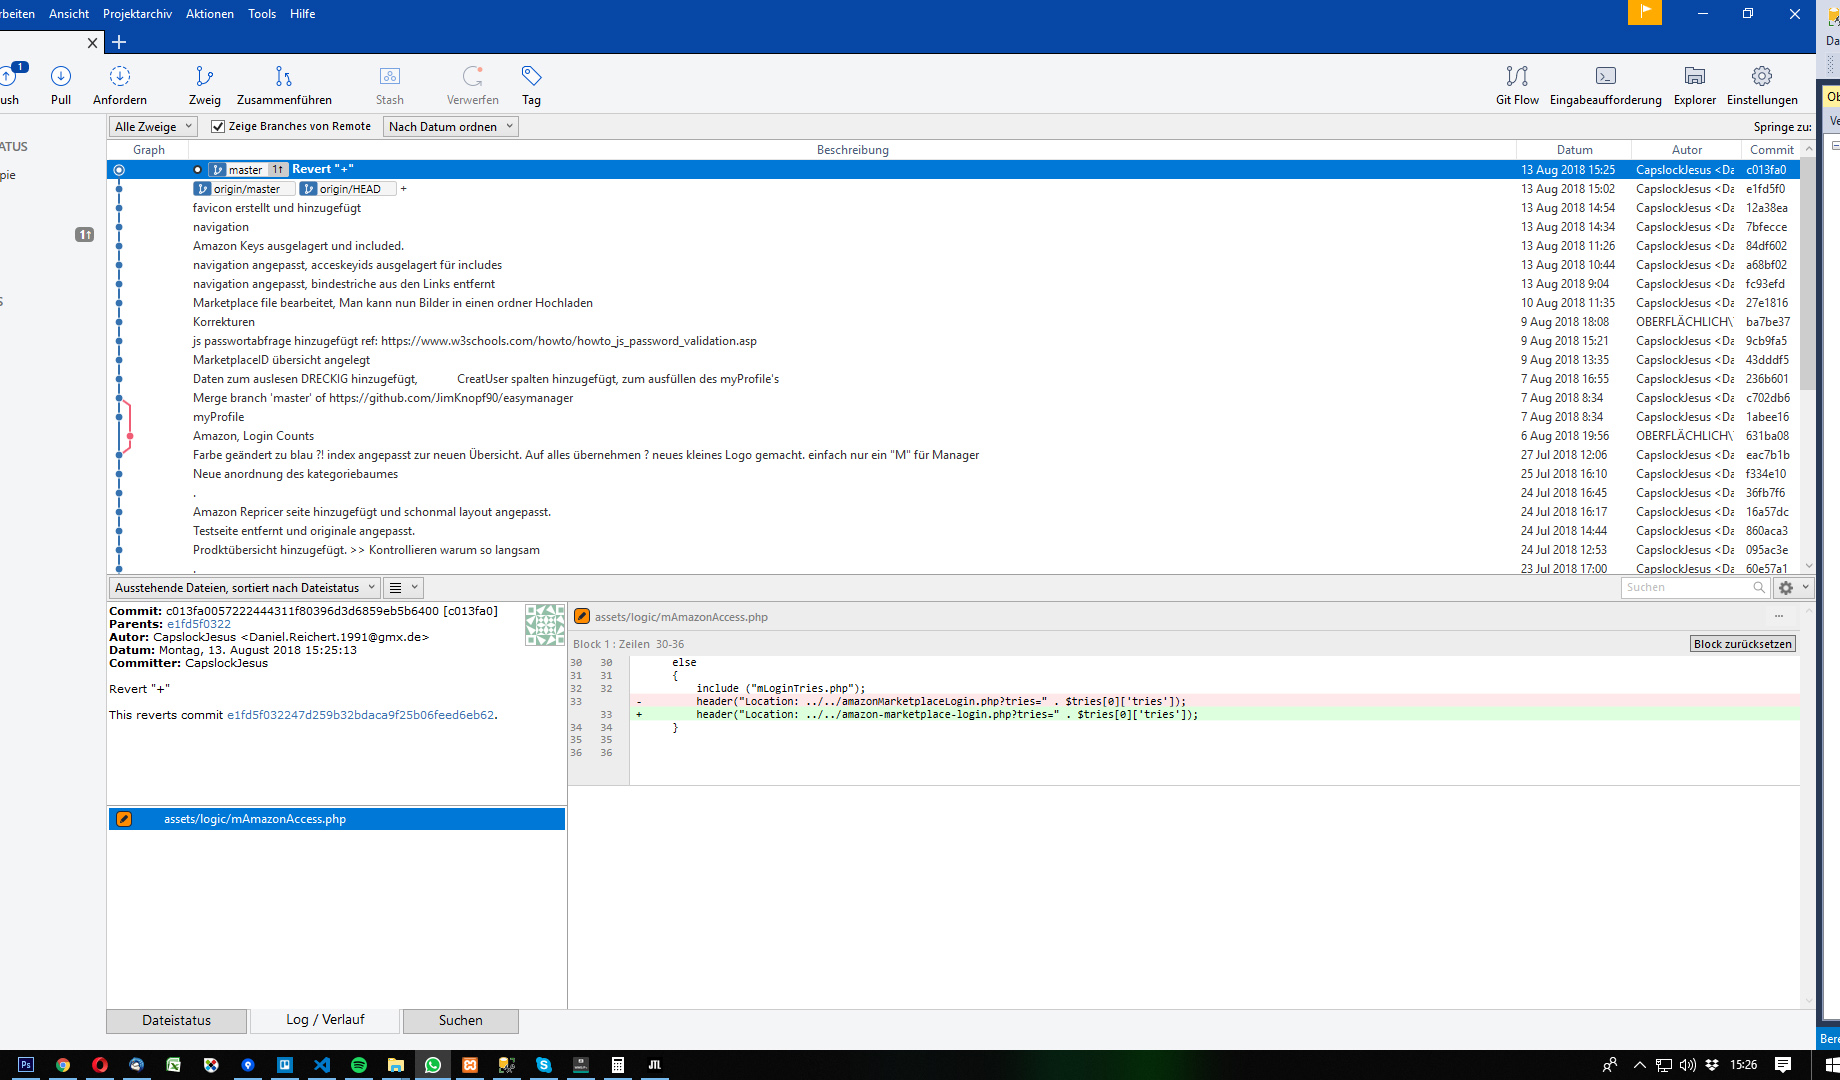 rbeiten Ansicht Projektarchiv Aktionen Tools Hilfe
1
ush Pull Anfordern Zweig Zusammenführen Stash Verwerfen Tag Git Flow Eingabeaufforderung Explorer Einstellungen
Alle Zweige Zeige Branches von Remote Nach Datum ordnen Springe zu:
Graph Beschreibung Datum Autor Commit
master 1↑ Revert "+" 13 Aug 2018 15:25 CapslockJesus <Da c013fa0
origin/master origin/HEAD + 13 Aug 2018 15:02 CapslockJesus <Da e1fd5f0
favicon erstellt und hinzugefügt 13 Aug 2018 14:54 CapslockJesus <Da 12a38ea
navigation 13 Aug 2018 14:34 CapslockJesus <Da 7bfecce
Amazon Keys ausgelagert und included. 13 Aug 2018 11:26 CapslockJesus <Da 84df602
navigation angepasst, acceskeyids ausgelagert für includes 13 Aug 2018 10:44 CapslockJesus <Da a68bf02
navigation angepasst, bindestriche aus den Links entfernt 13 Aug 2018 9:04 CapslockJesus <Da fc93efd
Marketplace file bearbeitet, Man kann nun Bilder in einen ordner Hochladen 10 Aug 2018 11:35 CapslockJesus <Da 27e1816
Korrekturen 9 Aug 2018 18:08 OBERFLÄCHLICH\ ba7be37
js passwortabfrage hinzugefügt ref: https://www.w3schools.com/howto/howto_js_password_validation.asp 9 Aug 2018 15:21 CapslockJesus <Da 9cb9fa5
MarketplaceID übersicht angelegt 9 Aug 2018 13:35 CapslockJesus <Da 43dddf5
Daten zum auslesen DRECKIG hinzugefügt, CreatUser spalten hinzugefügt, zum ausfüllen des myProfile's 7 Aug 2018 16:55 CapslockJesus <Da 236b601
Merge branch 'master' of https://github.com/JimKnopf90/easymanager 7 Aug 2018 8:34 CapslockJesus <Da c702db6
myProfile 7 Aug 2018 8:34 CapslockJesus <Da 1abee16
Amazon, Login Counts 6 Aug 2018 19:56 OBERFLÄCHLICH\ 631ba08
Farbe geändert zu blau ?! index angepasst zur neuen Übersicht. Auf alles übernehmen ? neues kleines Logo gemacht. einfach nur ein "M" für Manager 27 Jul 2018 12:06 CapslockJesus <Da eac7b1b
Neue anordnung des kategoriebaumes 25 Jul 2018 16:10 CapslockJesus <Da f334e10
. 24 Jul 2018 16:45 CapslockJesus <Da 36fb7f6
Amazon Repricer seite hinzugefügt und schonmal layout angepasst. 24 Jul 2018 16:17 CapslockJesus <Da 16a57dc
Testseite entfernt und originale angepasst. 24 Jul 2018 14:44 CapslockJesus <Da 860aca3
Prodktübersicht hinzugefügt. >> Kontrollieren warum so langsam 24 Jul 2018 12:53 CapslockJesus <Da 095ac3e
. 23 Jul 2018 17:00 CapslockJesus <Da 60e57a1
ATUS
pie
1↑
S
Ausstehende Dateien, sortiert nach Dateistatus Suchen
Commit: c013fa0057222444311f80396d3d6859eb5b6400 [c013fa0]
Parents: e1fd5f0322
Autor: CapslockJesus <Daniel.Reichert.1991@gmx.de>
Datum: Montag, 13. August 2018 15:25:13
Committer: CapslockJesus
Revert "+"
This reverts commit e1fd5f032247d259b32bdaca9f25b06feed6eb62.
assets/logic/mAmazonAccess.php
assets/logic/mAmazonAccess.php ...
Block 1 : Zeilen 30-36 Block zurücksetzen
30 30 else
31 31 {
32 32 include ("mLoginTries.php");
33 - header("Location: ../../amazonMarketplaceLogin.php?tries=" . $tries[0]['tries']);
33 + header("Location: ../../amazon-marketplace-login.php?tries=" . $tries[0]['tries']);
34 34 }
35 35
36 36
Dateistatus Log / Verlauf Suchen
Da
Ob
Ve
Bere
Ps JTL 15:26